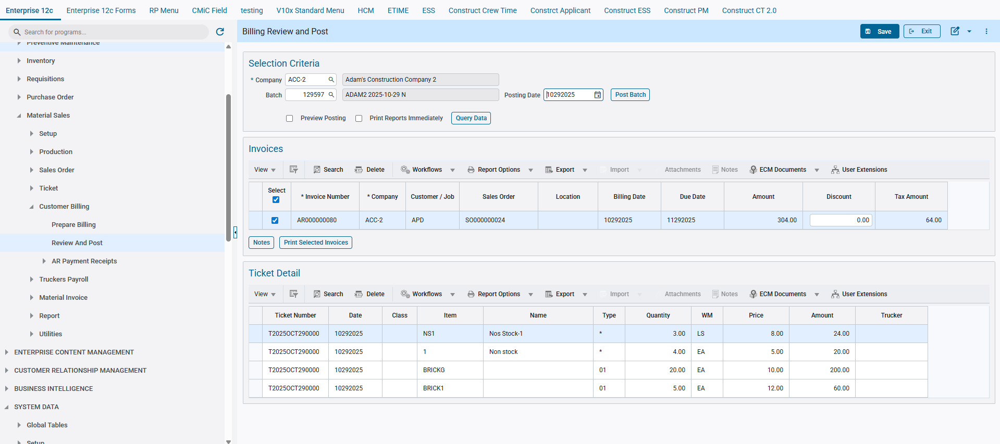 Enterprise 12c Enterprise 12c Forms RP Menu CMiC Field testing V10x Standard Menu HCM ETIME ESS Construct Crew Time Constrct Applicant Construct ESS Construct PM Construct CT 2.0
Search for programs...
Preventive Maintenance
Inventory
Requisitions
Purchase Order
Material Sales
Setup
Production
Sales Order
Ticket
Customer Billing
Prepare Billing
Review And Post
AR Payment Receipts
Truckers Payroll
Material Invoice
Report
Utilities
ENTERPRISE CONTENT MANAGEMENT
CUSTOMER RELATIONSHIP MANAGEMENT
BUSINESS INTELLIGENCE
SYSTEM DATA
Global Tables
Setup
Billing Review and Post Save Exit
Selection Criteria
* Company ACC-2 Adam's Construction Company 2
Batch 129597 ADAM2 2025-10-29 N Posting Date 10292025 Post Batch
Preview Posting Print Reports Immediately Query Data
Invoices
View Search Delete Workflows Report Options Export Import Attachments Notes ECM Documents User Extensions
Select * Invoice Number * Company Customer / Job Sales Order Location Billing Date Due Date Amount Discount Tax Amount
AR000000080 ACC-2 APD SO000000024 10292025 11292025 304.00 0.00 64.00
Notes Print Selected Invoices
Ticket Detail
View Search Delete Workflows Report Options Export Import Attachments Notes ECM Documents User Extensions
Ticket Number Date Class Item Name Type Quantity WM Price Amount Trucker
T2025OCT290000 10292025 NS1 Nos Stock-1 * 3.00 LS 8.00 24.00
T2025OCT290000 10292025 1 Non stock * 4.00 EA 5.00 20.00
T2025OCT290000 10292025 BRICKG 01 20.00 EA 10.00 200.00
T2025OCT290000 10292025 BRICK1 01 5.00 EA 12.00 60.00